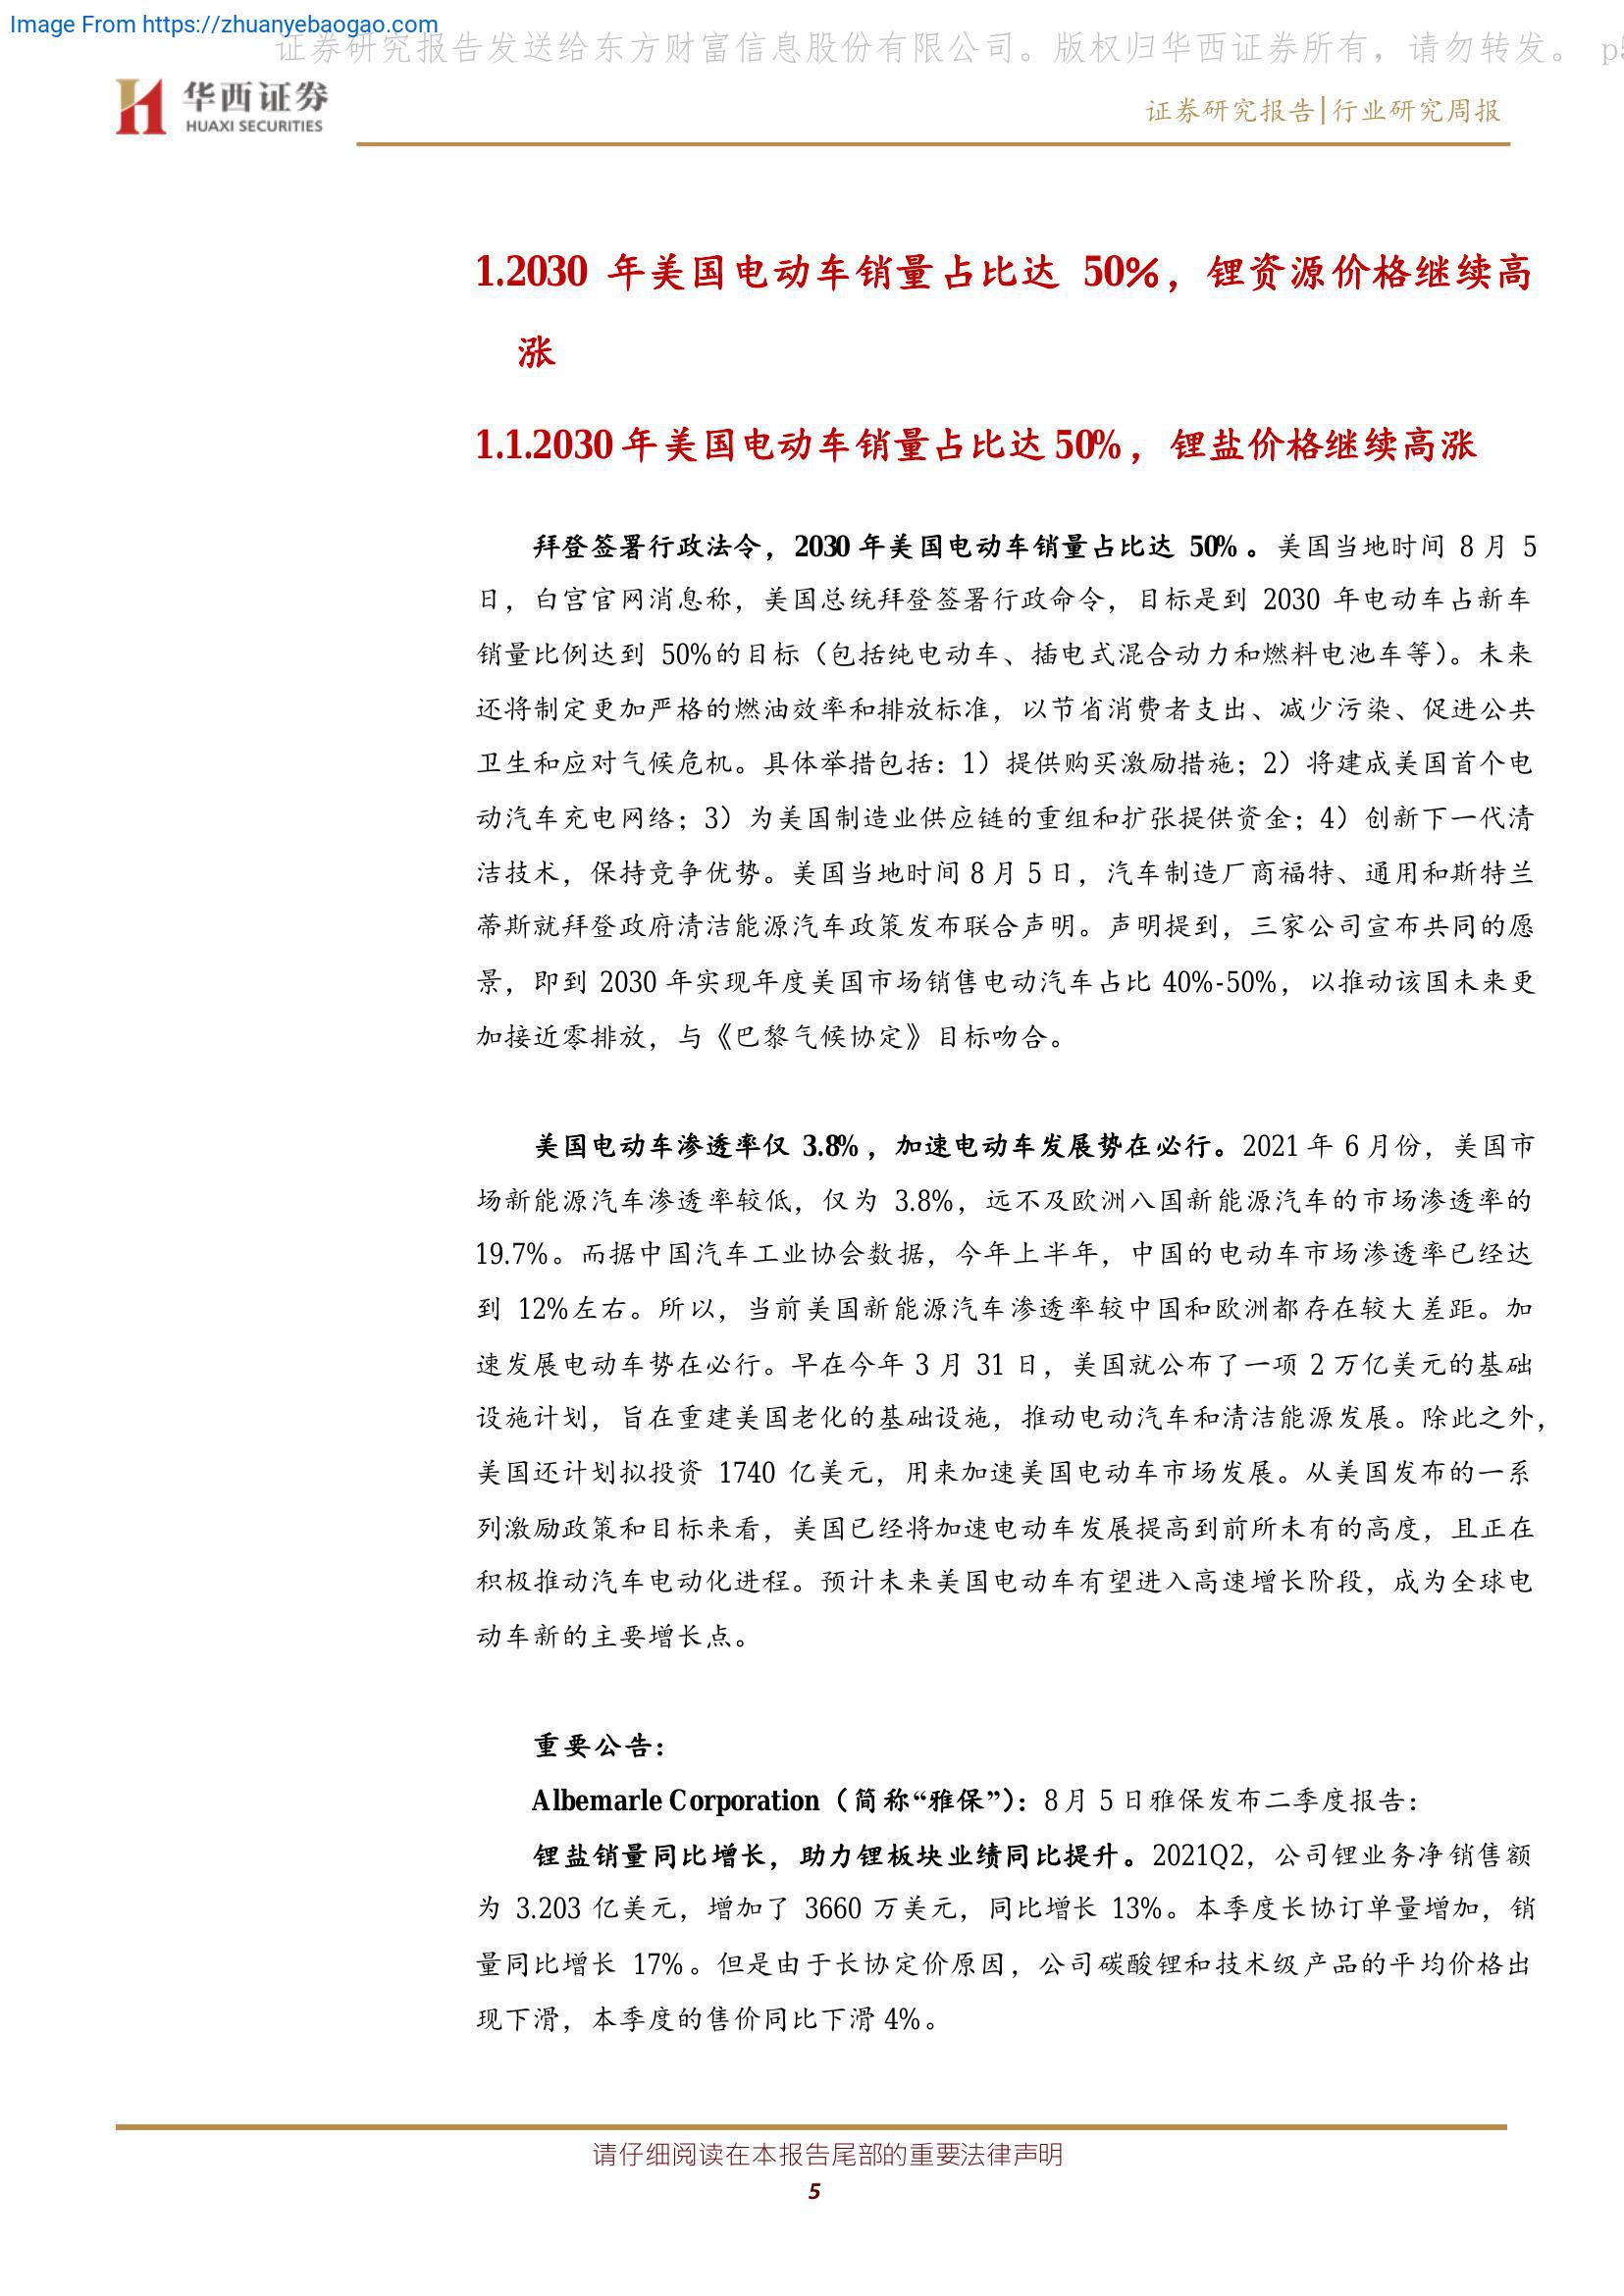 Image From https://zhuanyebaogao.com
证券研究报告发送给东方财富信息股份有限公司。版权归华西证券所有，请勿转发。 p5
华西证券
HUAXI SECURITIES
证券研究报告|行业研究周报
1.2030 年美国电动车销量占比达 50%，锂资源价格继续高
涨
1.1.2030 年美国电动车销量占比达 50%，锂盐价格继续高涨
拜登签署行政法令，2030 年美国电动车销量占比达 50%。美国当地时间 8 月 5
日，白宫官网消息称，美国总统拜登签署行政命令，目标是到 2030 年电动车占新车
销量比例达到 50%的目标（包括纯电动车、插电式混合动力和燃料电池车等）。未来
还将制定更加严格的燃油效率和排放标准，以节省消费者支出、减少污染、促进公共
卫生和应对气候危机。具体举措包括：1）提供购买激励措施；2）将建成美国首个电
动汽车充电网络；3）为美国制造业供应链的重组和扩张提供资金；4）创新下一代清
洁技术，保持竞争优势。美国当地时间 8 月 5 日，汽车制造厂商福特、通用和斯特兰
蒂斯就拜登政府清洁能源汽车政策发布联合声明。声明提到，三家公司宣布共同的愿
景，即到 2030 年实现年度美国市场销售电动汽车占比 40%-50%，以推动该国未来更
加接近零排放，与《巴黎气候协定》目标吻合。
美国电动车渗透率仅 3.8%，加速电动车发展势在必行。2021 年 6 月份，美国市
场新能源汽车渗透率较低，仅为 3.8%，远不及欧洲八国新能源汽车的市场渗透率的
19.7%。而据中国汽车工业协会数据，今年上半年，中国的电动车市场渗透率已经达
到 12%左右。所以，当前美国新能源汽车渗透率较中国和欧洲都存在较大差距。加
速发展电动车势在必行。早在今年 3 月 31 日，美国就公布了一项 2 万亿美元的基础
设施计划，旨在重建美国老化的基础设施，推动电动汽车和清洁能源发展。除此之外，
美国还计划拟投资 1740 亿美元，用来加速美国电动车市场发展。从美国发布的一系
列激励政策和目标来看，美国已经将加速电动车发展提高到前所未有的高度，且正在
积极推动汽车电动化进程。预计未来美国电动车有望进入高速增长阶段，成为全球电
动车新的主要增长点。
重要公告：
Albemarle Corporation（简称“雅保”）：8 月 5 日雅保发布二季度报告：
锂盐销量同比增长，助力锂板块业绩同比提升。2021Q2，公司锂业务净销售额
为 3.203 亿美元，增加了 3660 万美元，同比增长 13%。本季度长协订单量增加，销
量同比增长 17%。但是由于长协定价原因，公司碳酸锂和技术级产品的平均价格出
现下滑，本季度的售价同比下滑 4%。
请仔细阅读在本报告尾部的重要法律声明
5